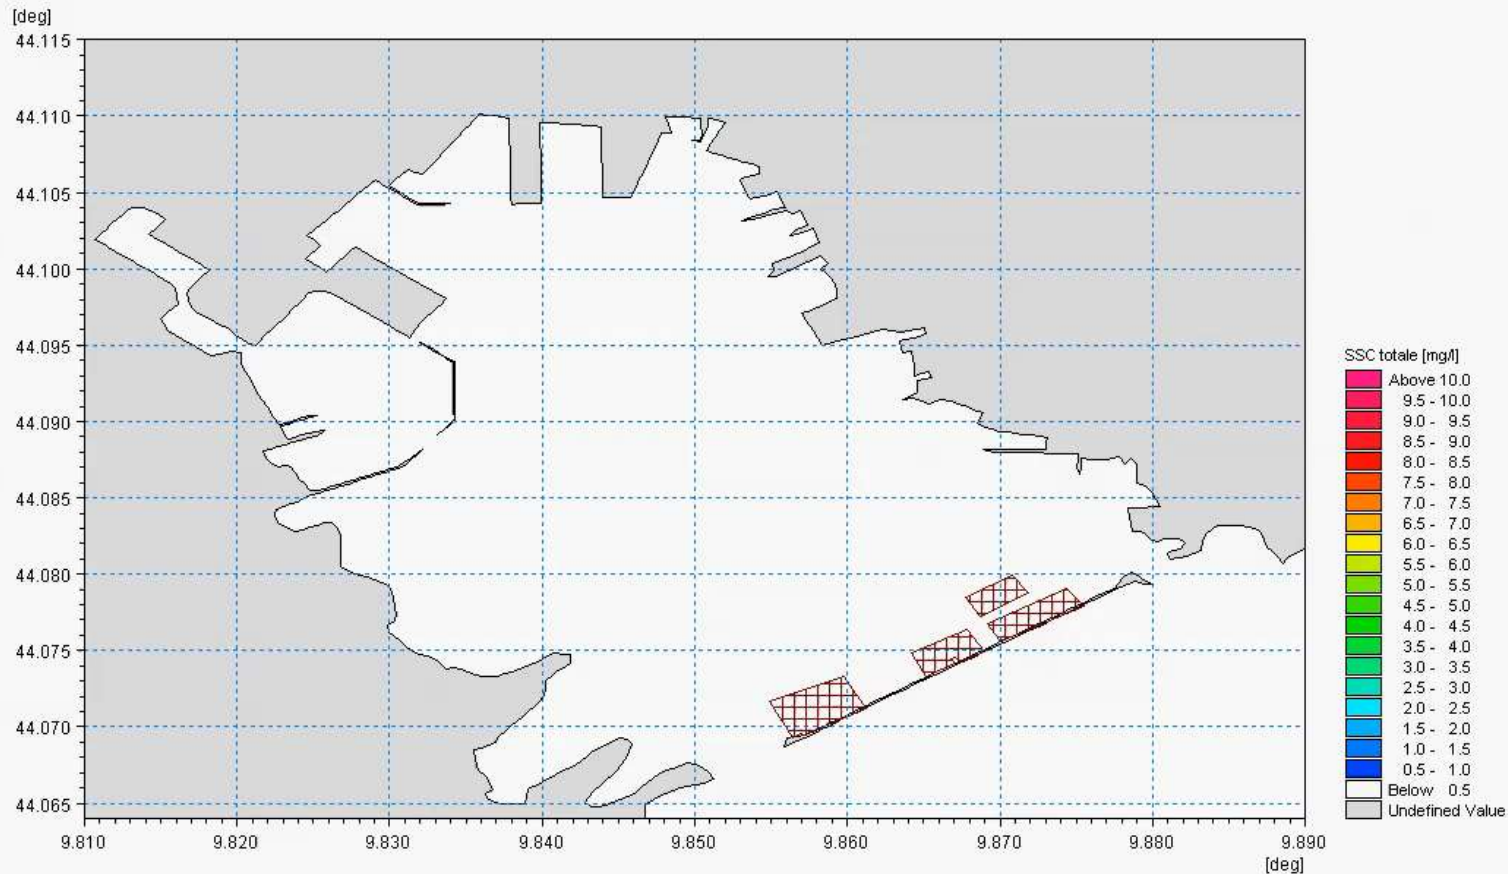 [deg]
44.115
44.110
44.105
44.100
44.095
44.090
44.085
44.080
44.075
44.070
44.065
9.810 9.820 9.830 9.840 9.850 9.860 9.870 9.880 9.890
[deg]
SSC totale [mg/l]
Above 10.0
9.5 - 10.0
9.0 - 9.5
8.5 - 9.0
8.0 - 8.5
7.5 - 8.0
7.0 - 7.5
6.5 - 7.0
6.0 - 6.5
5.5 - 6.0
5.0 - 5.5
4.5 - 5.0
4.0 - 4.5
3.5 - 4.0
3.0 - 3.5
2.5 - 3.0
2.0 - 2.5
1.5 - 2.0
1.0 - 1.5
0.5 - 1.0
Below 0.5
Undefined Value